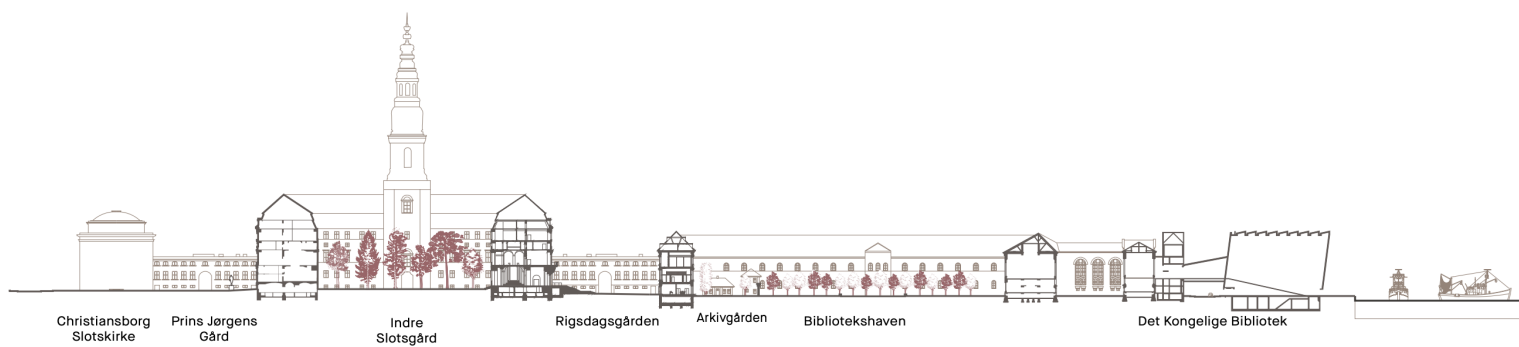 Christiansborg
Slotskirke
Prins Jørgens
Gård
Indre
Slotsgård
Rigsdagsgården
Arkivgården
Bibliotekshaven
Det Kongelige Bibliotek